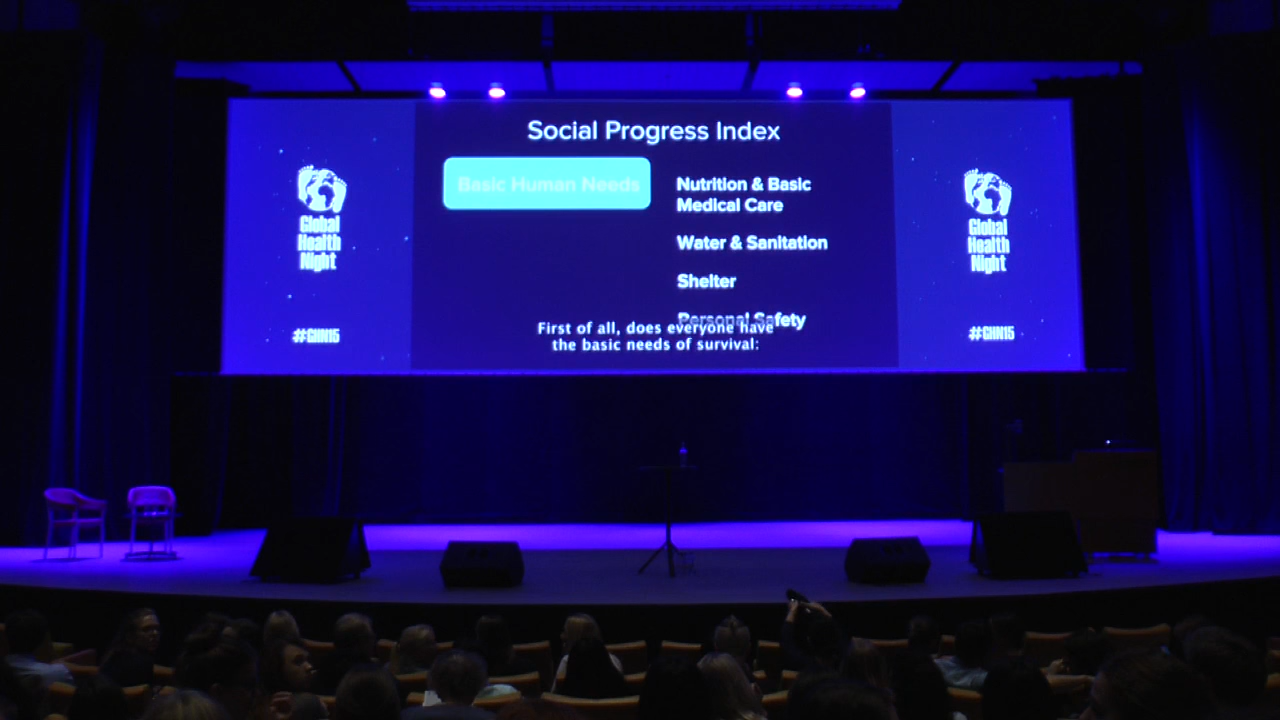 Social Progress Index
Basic Human Needs
Nutrition & Basic
Medical Care
Water & Sanitation
Shelter
Personal Safety
First of all, does everyone have
the basic needs of survival:
Global
Health
Night
#GHN15
Global
Health
Night
#GHN15